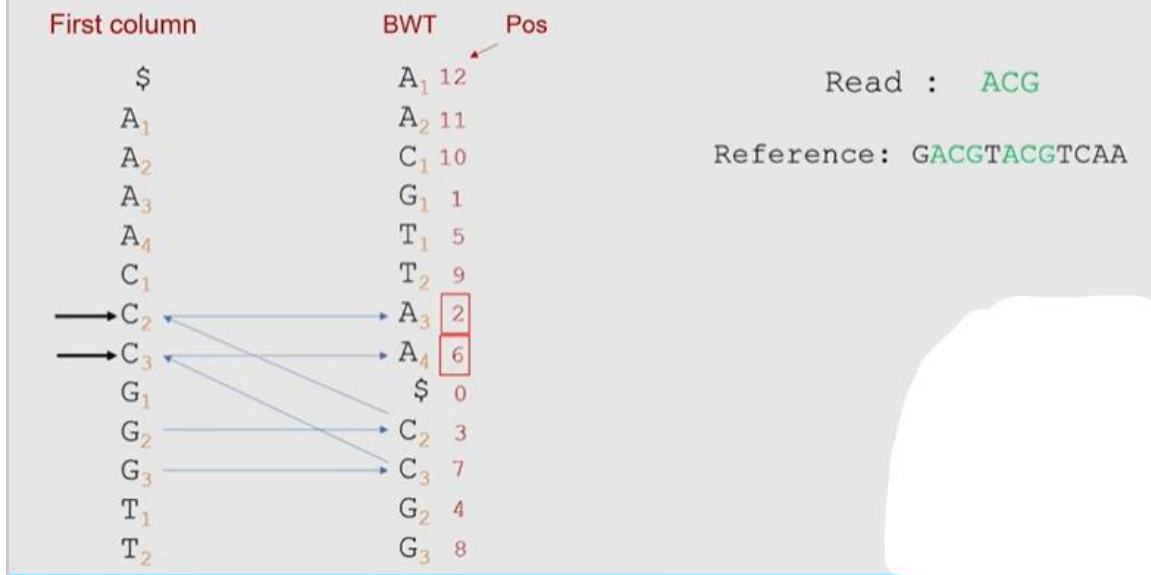 First column BWT Pos
$ A1 12
A1 A2 11
A2 C1 10
A3 G1 1
A4 T1 5
C1 T2 9
C2 A3 2
C3 A4 6
G1 $ 0
G2 C2 3
G3 C3 7
T1 G2 4
T2 G3 8
Read : ACG
Reference: GACGTACGTCAA